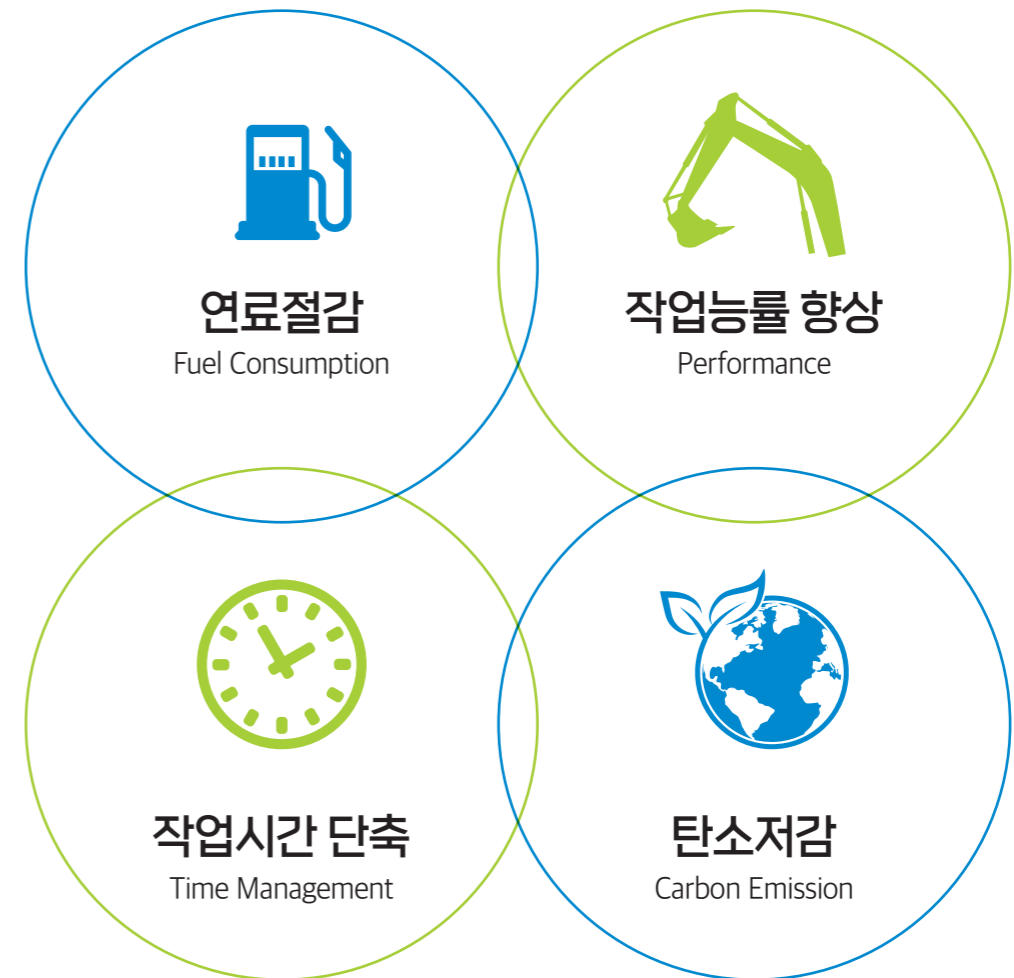 연료절감
Fuel Consumption
작업능률 향상
Performance
작업시간 단축
Time Management
탄소저감
Carbon Emission